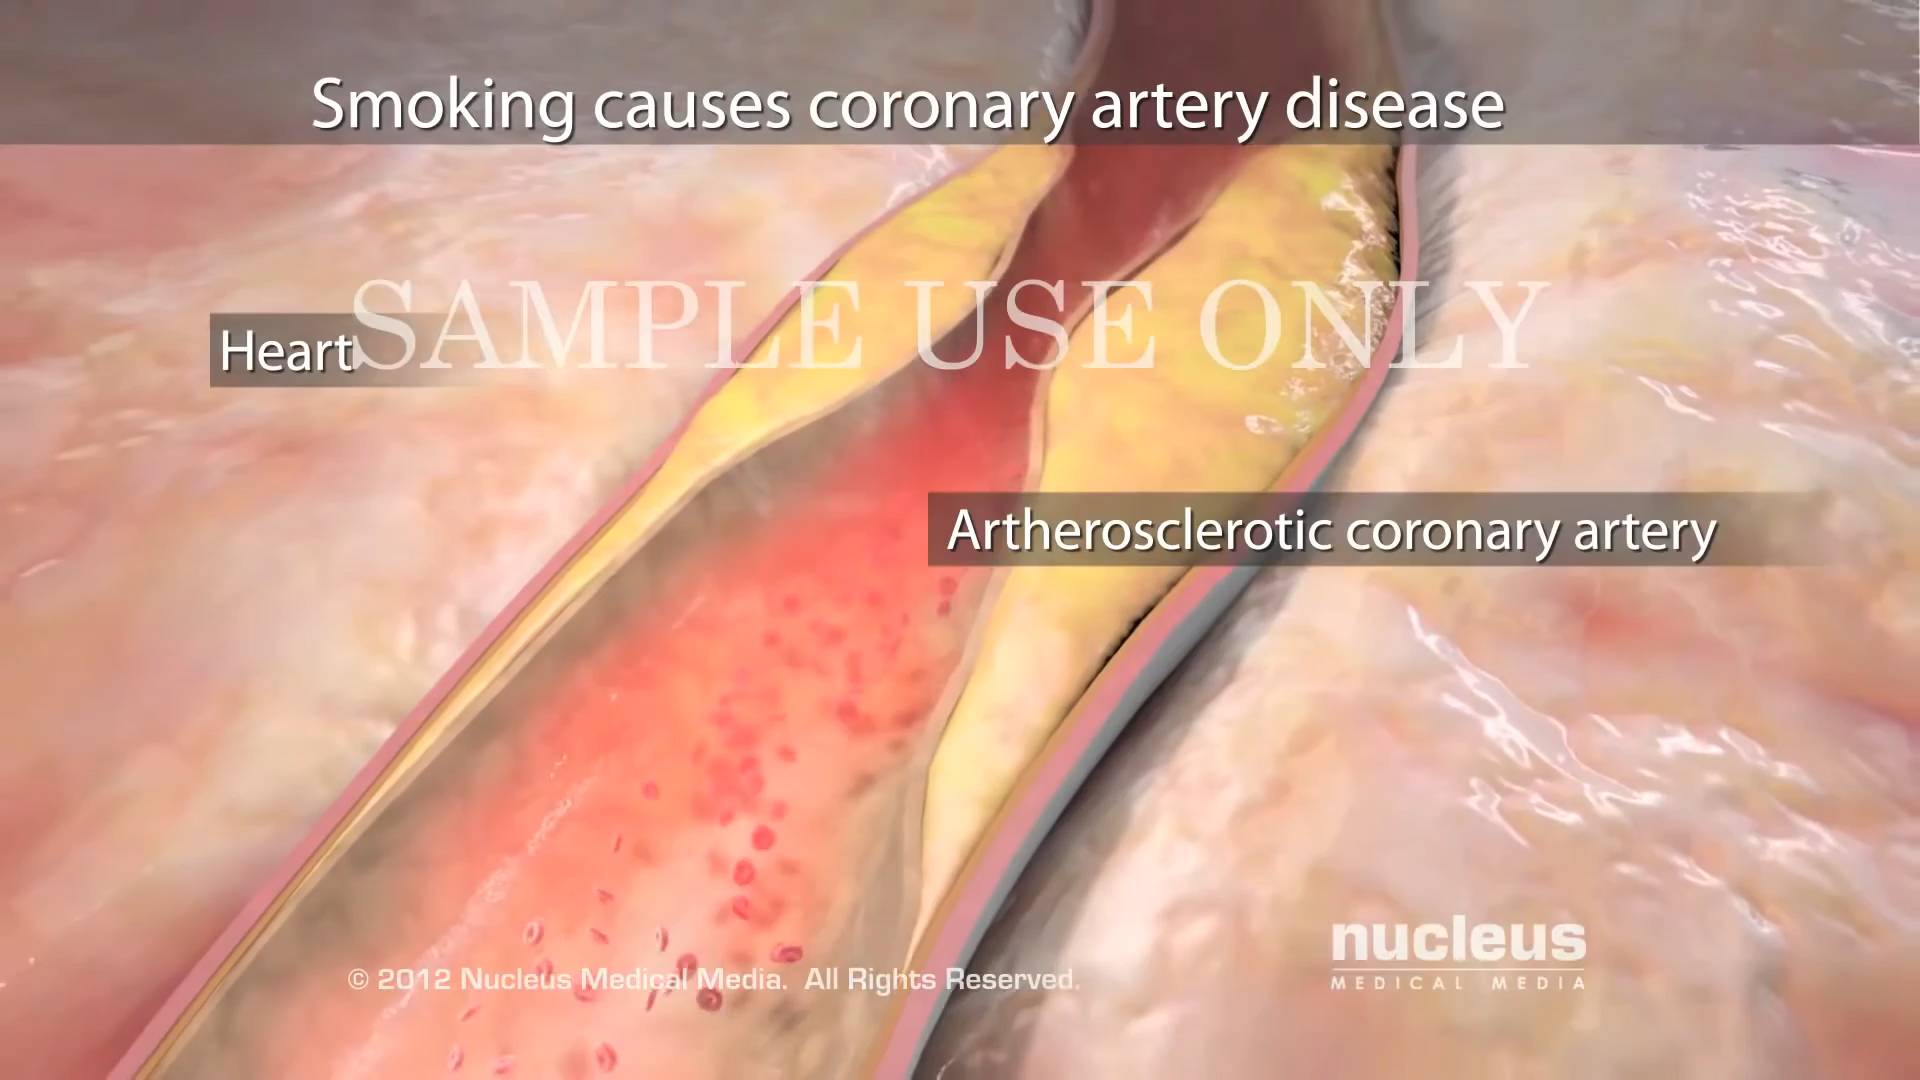 Smoking causes coronary artery disease
SAMPLE USE ONLY
Heart
Artherosclerotic coronary artery
nucleus
MEDICAL MEDIA
© 2012 Nucleus Medical Media. All Rights Reserved.